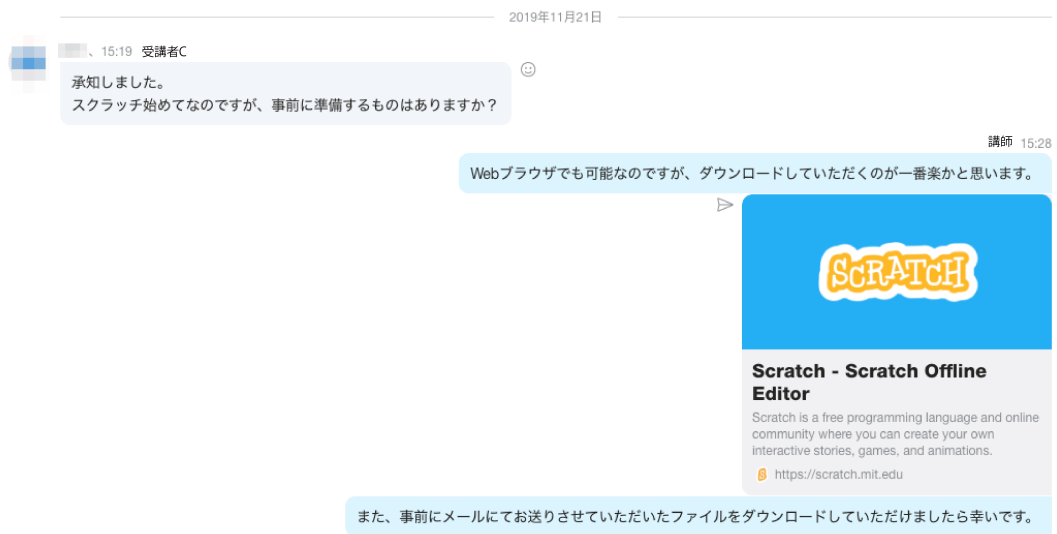 2019年11月21日
、15:19 受講者C
承知しました。
スクラッチ始めてなのですが、事前に準備するものはありますか？
講師 15:28
Webブラウザでも可能なのですが、ダウンロードしていただくのが一番楽かと思います。
SCRATCH
Scratch - Scratch Offline
Editor
Scratch is a free programming language and online
community where you can create your own
interactive stories, games, and animations.
https://scratch.mit.edu
また、事前にメールにてお送りさせていただいたファイルをダウンロードしていただけましたら幸いです。